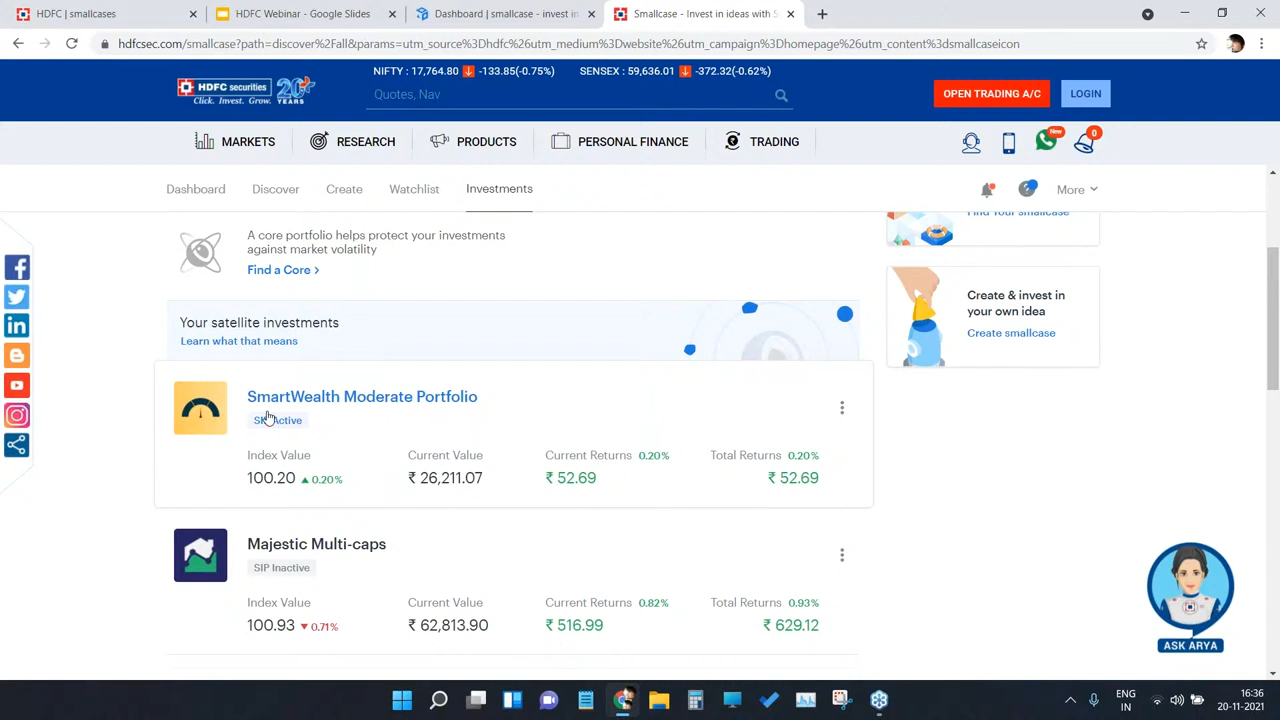 HDFC | smallcases
HDFC Webinar - Google Slides
Dashboard | smallcase - invest in
Smallcase - Invest in ideas with S
hdfcsec.com/smallcase?path=discover%2Fall&params=utm_source%3Dhdfc%26utm_medium%3Dwebsite%26utm_campaign%3Dhomepage%26utm_content%3dsmallcaseicon
NIFTY : 17,764.80 -133.85(-0.75%) SENSEX : 59,636.01 -372.32(-0.62%)
HDFC securities
Click. Invest. Grow. 20 YEARS
Quotes, Nav
OPEN TRADING A/C
LOGIN
MARKETS
RESEARCH
PRODUCTS
PERSONAL FINANCE
TRADING
New
0
Dashboard
Discover
Create
Watchlist
Investments
More
A core portfolio helps protect your investments
against market volatility
Find a Core >
Find Your smallcase
Create & invest in
your own idea
Create smallcase
Your satellite investments
Learn what that means
SmartWealth Moderate Portfolio
Active
Index Value Current Value Current Returns 0.20% Total Returns 0.20%
100.20 ▲ 0.20% ₹ 26,211.07 ₹ 52.69 ₹ 52.69
Majestic Multi-caps
SIP Inactive
Index Value Current Value Current Returns 0.82% Total Returns 0.93%
100.93 ▼ 0.71% ₹ 62,813.90 ₹ 516.99 ₹ 629.12
ASK ARYA
ENG
IN
16:36
20-11-2021